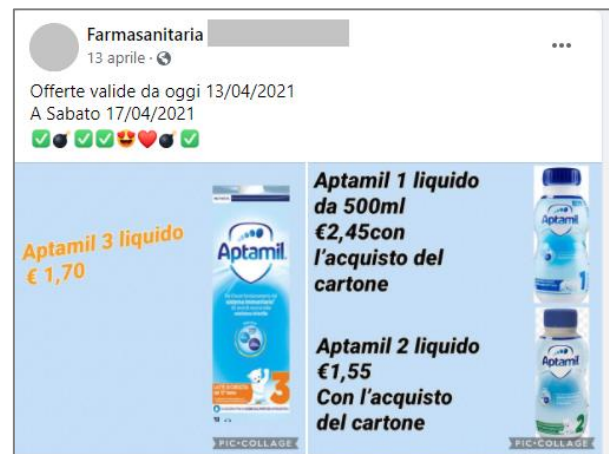 Farmasanitaria
13 aprile ·
Offerte valide da oggi 13/04/2021
A Sabato 17/04/2021
Aptamil 3 liquido
€ 1,70
Aptamil
3
PIC•COLLAGE
Aptamil 1 liquido
da 500ml
€2,45con
l'acquisto del
cartone
Aptamil
1
Aptamil 2 liquido
€1,55
Con l'acquisto
del cartone
Aptamil
2
PIC•COLLAGE